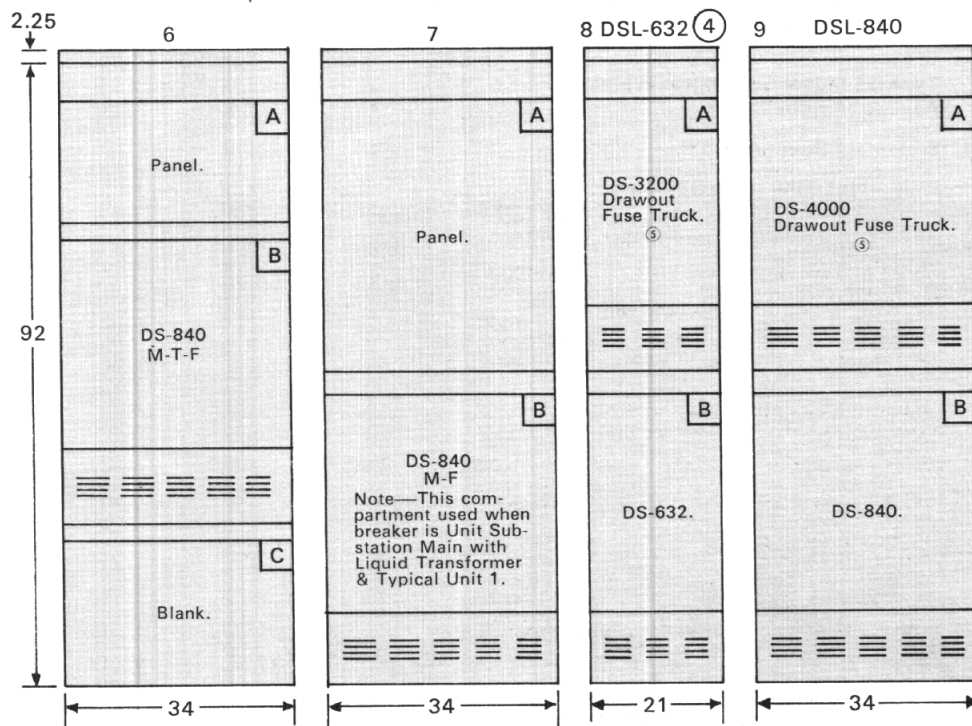 2.25
92
6
A
Panel.
B
DS-840
M-T-F
C
Blank.
34
7
A
Panel.
B
DS-840
M-F
Note—This com-
partment used when
breaker is Unit Sub-
station Main with
Liquid Transformer
& Typical Unit 1.
34
8 DSL-632 ④
A
DS-3200
Drawout
Fuse Truck.
⑤
B
DS-632.
21
9 DSL-840
A
DS-4000
Drawout Fuse Truck.
⑤
B
DS-840.
34